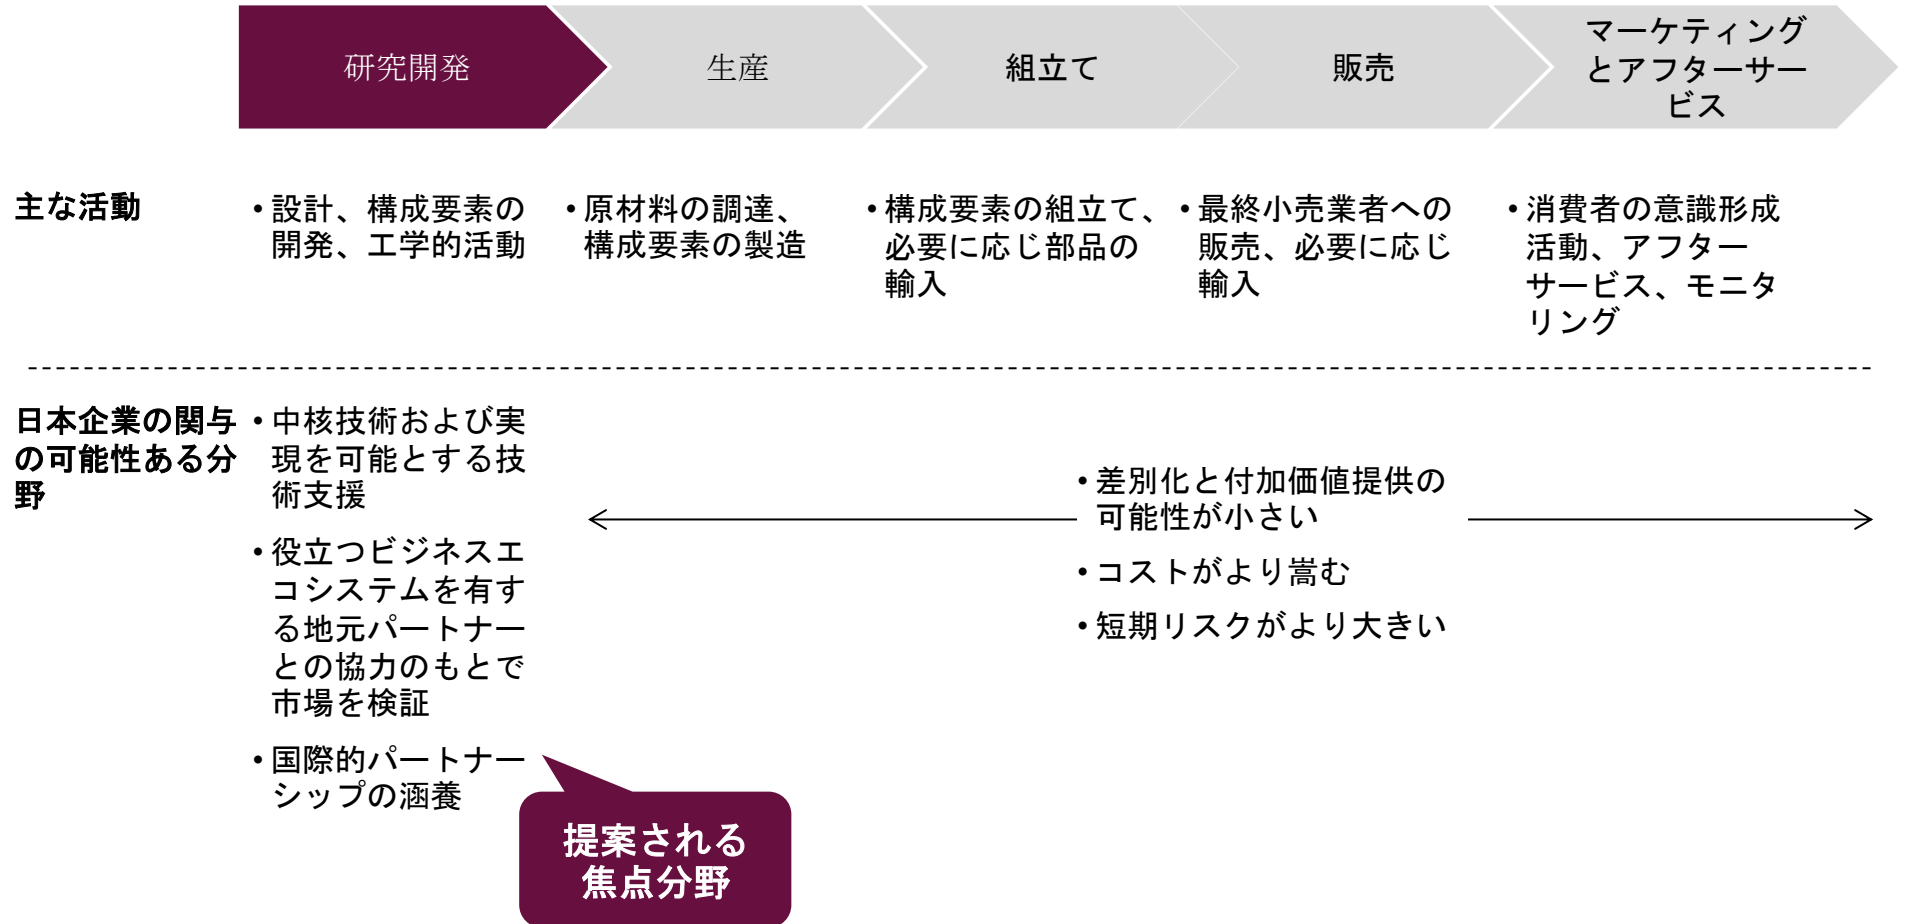 研究開発
生産
組立て
販売
マーケティング
とアフターサー
ビス
主な活動
•設計、構成要素の
開発、工学的活動
•原材料の調達、
構成要素の製造
•構成要素の組立て、
必要に応じ部品の
輸入
•最終小売業者への
販売、必要に応じ
輸入
•消費者の意識形成
活動、アフター
サービス、モニタ
リング
日本企業の関与
の可能性ある分
野
•中核技術および実
現を可能とする技
術支援
•役立つビジネスエ
コシステムを有す
る地元パートナー
との協力のもとで
市場を検証
•国際的パートナー
シップの涵養
•差別化と付加価値提供の
可能性が小さい
•コストがより嵩む
•短期リスクがより大きい
提案される
焦点分野